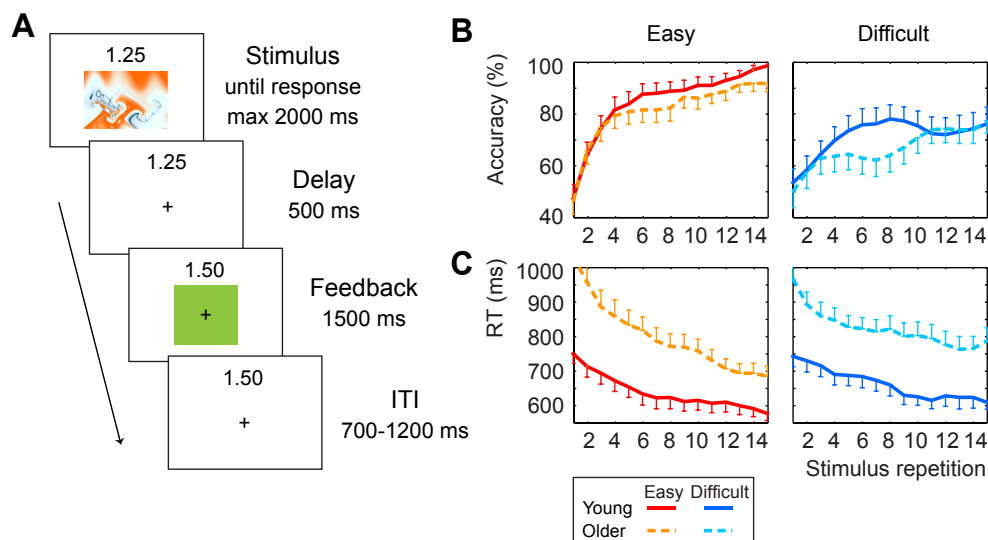 A
1.25
Stimulus
until response
max 2000 ms
1.25
+
Delay
500 ms
1.50
+
Feedback
1500 ms
1.50
+
ITI
700-1200 ms
B
Easy
Difficult
Accuracy (%)
100
80
60
40
2 4 6 8 10 12 14
2 4 6 8 10 12 14
C
RT (ms)
1000
900
800
700
600
2 4 6 8 10 12 14
2 4 6 8 10 12 14
Stimulus repetition
Easy Difficult
Young
Older